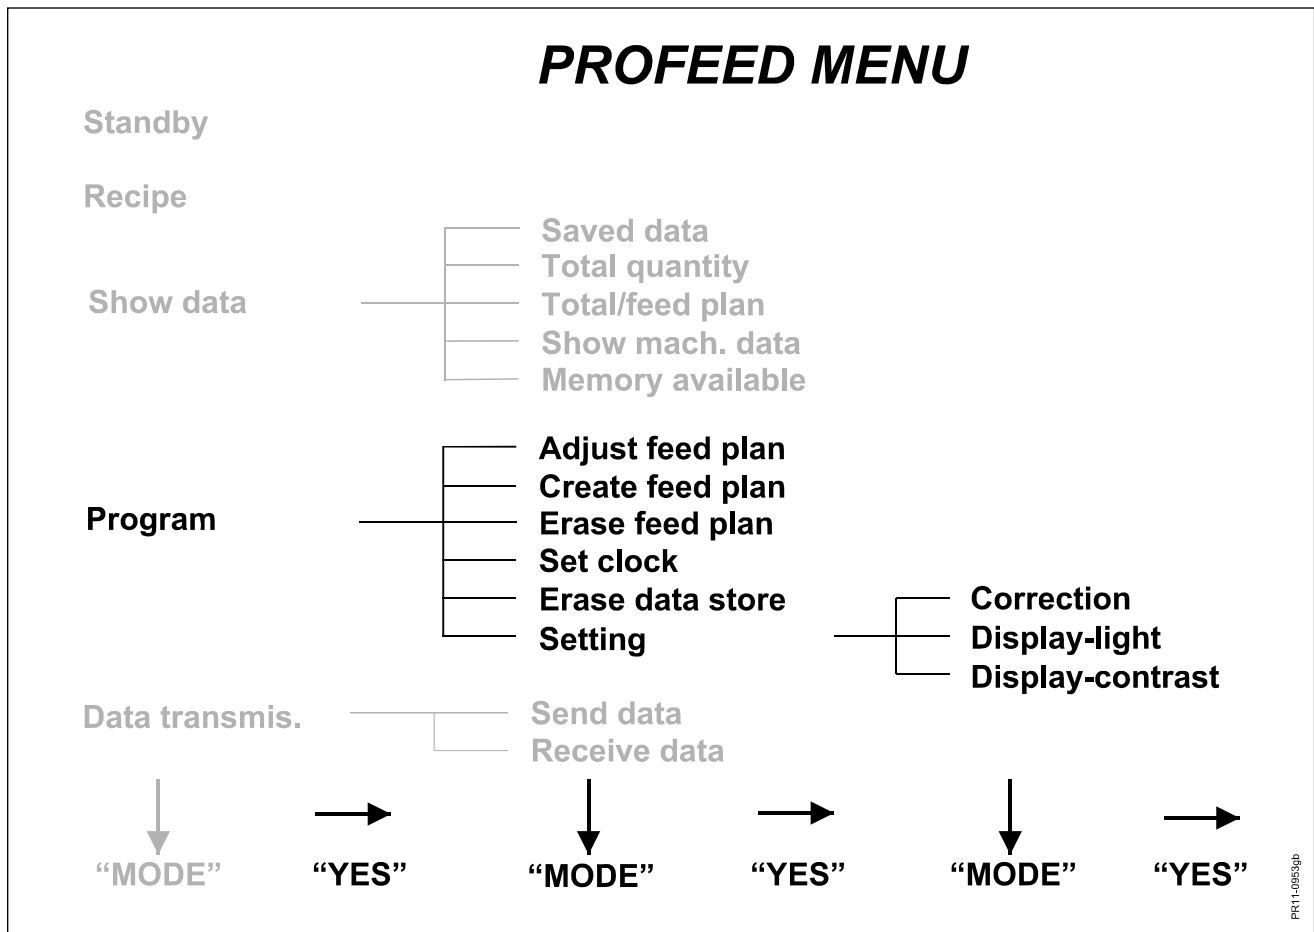 PROFEED MENU
Standby
Recipe
Show data
Saved data
Total quantity
Total/feed plan
Show mach. data
Memory available
Program
Adjust feed plan
Create feed plan
Erase feed plan
Set clock
Erase data store
Setting
Correction
Display-light
Display-contrast
Data transmis.
Send data
Receive data
“MODE” “YES” “MODE” “YES” “MODE” “YES”
PR11-0953gb